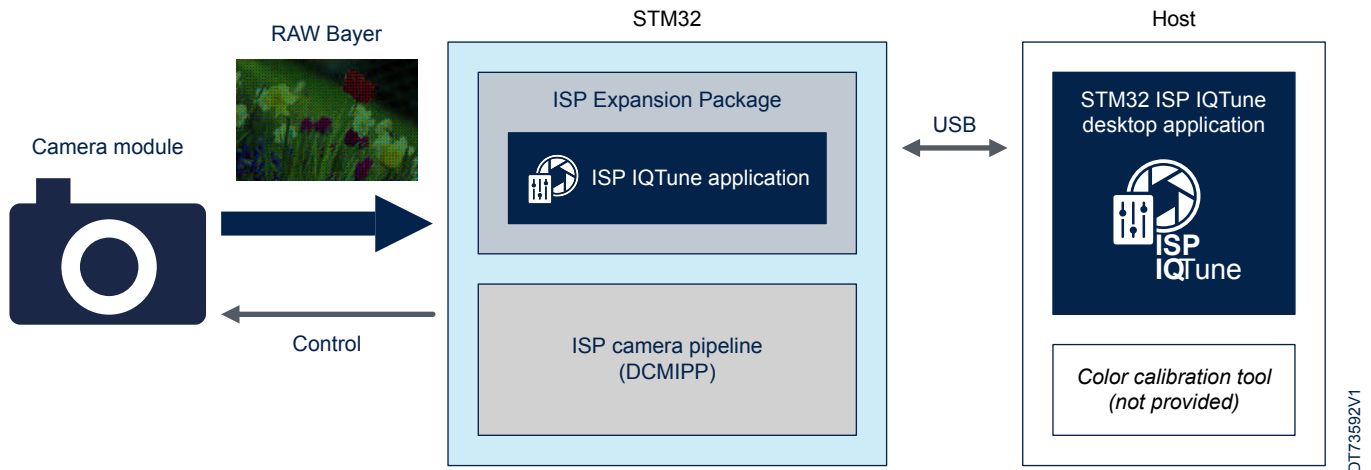 STM32
Host
RAW Bayer
Camera module
Control
ISP Expansion Package
ISP IQTune application
ISP camera pipeline
(DCMIPP)
USB
STM32 ISP IQTune
desktop application
ISP
IQTune
Color calibration tool
(not provided)
DT73592V1